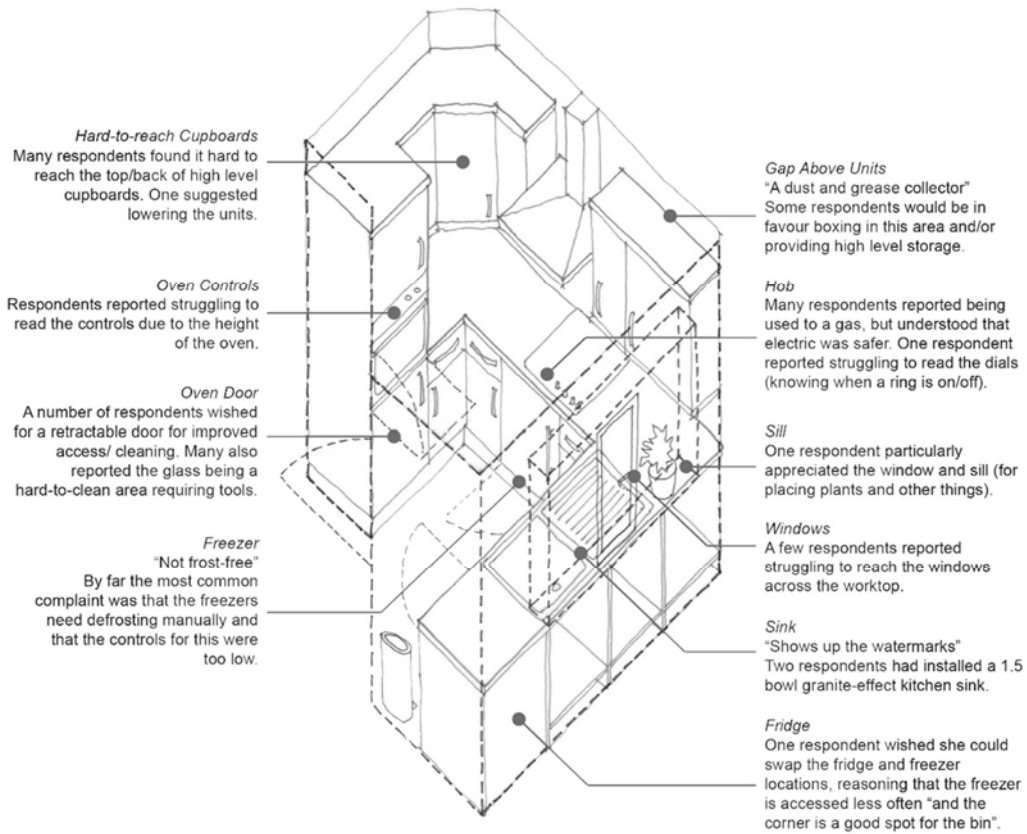 Hard-to-reach Cupboards
Many respondents found it hard to
reach the top/back of high level
cupboards. One suggested
lowering the units.
Oven Controls
Respondents reported struggling to
read the controls due to the height
of the oven.
Oven Door
A number of respondents wished
for a retractable door for improved
access/ cleaning. Many also
reported the glass being a
hard-to-clean area requiring tools.
Freezer
“Not frost-free”
By far the most common
complaint was that the freezers
need defrosting manually and
that the controls for this were
too low.
Gap Above Units
“A dust and grease collector”
Some respondents would be in
favour boxing in this area and/or
providing high level storage.
Hob
Many respondents reported being
used to a gas, but understood that
electric was safer. One respondent
reported struggling to read the dials
(knowing when a ring is on/off).
Sill
One respondent particularly
appreciated the window and sill (for
placing plants and other things).
Windows
A few respondents reported
struggling to reach the windows
across the worktop.
Sink
“Shows up the watermarks”
Two respondents had installed a 1.5
bowl granite-effect kitchen sink.
Fridge
One respondent wished she could
swap the fridge and freezer
locations, reasoning that the freezer
is accessed less often “and the
corner is a good spot for the bin”.